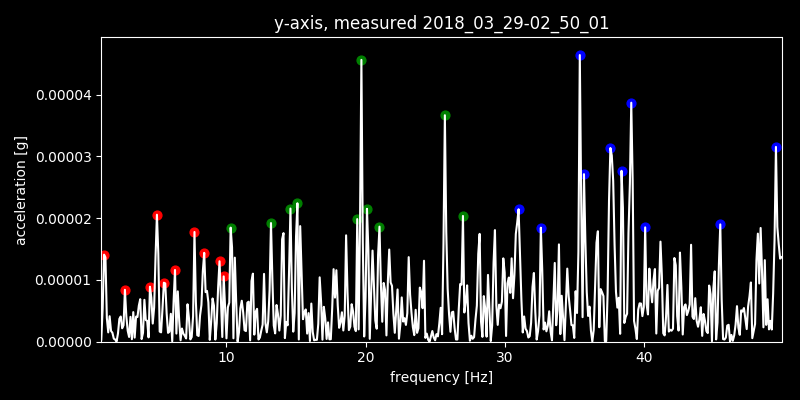 y-axis, measured 2018_03_29-02_50_01
acceleration [g]
0.00004
0.00003
0.00002
0.00001
0.00000
10 20 30 40
frequency [Hz]